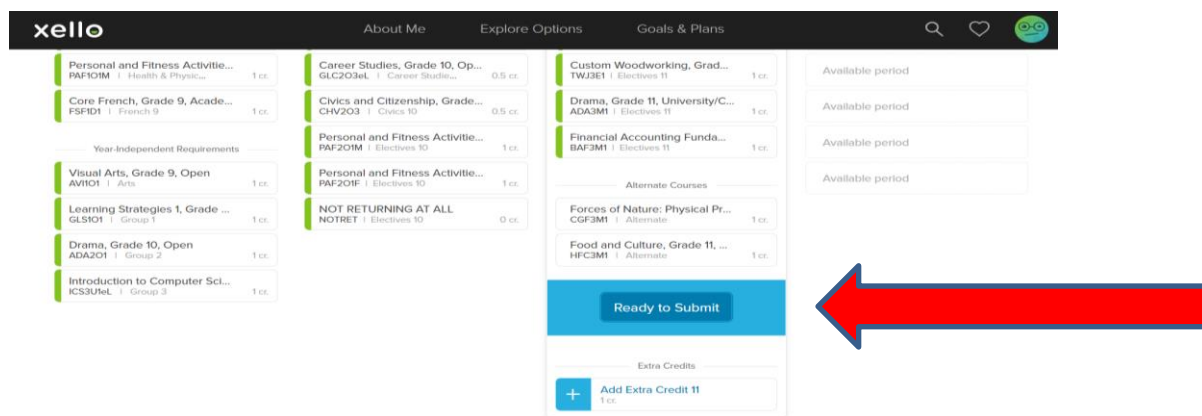 xello
About Me
Explore Options
Goals & Plans
Personal and Fitness Activitie...
PAF1O1M | Health & Physic... 1 cr.
Core French, Grade 9, Acade...
FSF1D1 | French 9 1 cr.
Year-Independent Requirements
Visual Arts, Grade 9, Open
AVI1O1 | Arts 1 cr.
Learning Strategies 1, Grade ...
GLS1O1 | Group 1 1 cr.
Drama, Grade 10, Open
ADA2O1 | Group 2 1 cr.
Introduction to Computer Sci...
ICS3U1eL | Group 3 1 cr.
Career Studies, Grade 10, Op...
GLC2O3eL | Career Studie... 0.5 cr.
Civics and Citizenship, Grade...
CHV2O3 | Civics 10 0.5 cr.
Personal and Fitness Activitie...
PAF2O1M | Electives 10 1 cr.
Personal and Fitness Activitie...
PAF2O1F | Electives 10 1 cr.
NOT RETURNING AT ALL
NOTRET | Electives 10 0 cr.
Custom Woodworking, Grad...
TWJ3E1 | Electives 11 1 cr.
Drama, Grade 11, University/C...
ADA3M1 | Electives 11 1 cr.
Financial Accounting Funda...
BAF3M1 | Electives 11 1 cr.
Alternate Courses
Forces of Nature: Physical Pr...
CGF3M1 | Alternate 1 cr.
Food and Culture, Grade 11, ...
HFC3M1 | Alternate 1 cr.
Ready to Submit
Extra Credits
Add Extra Credit 11
1 cr.
Available period
Available period
Available period
Available period